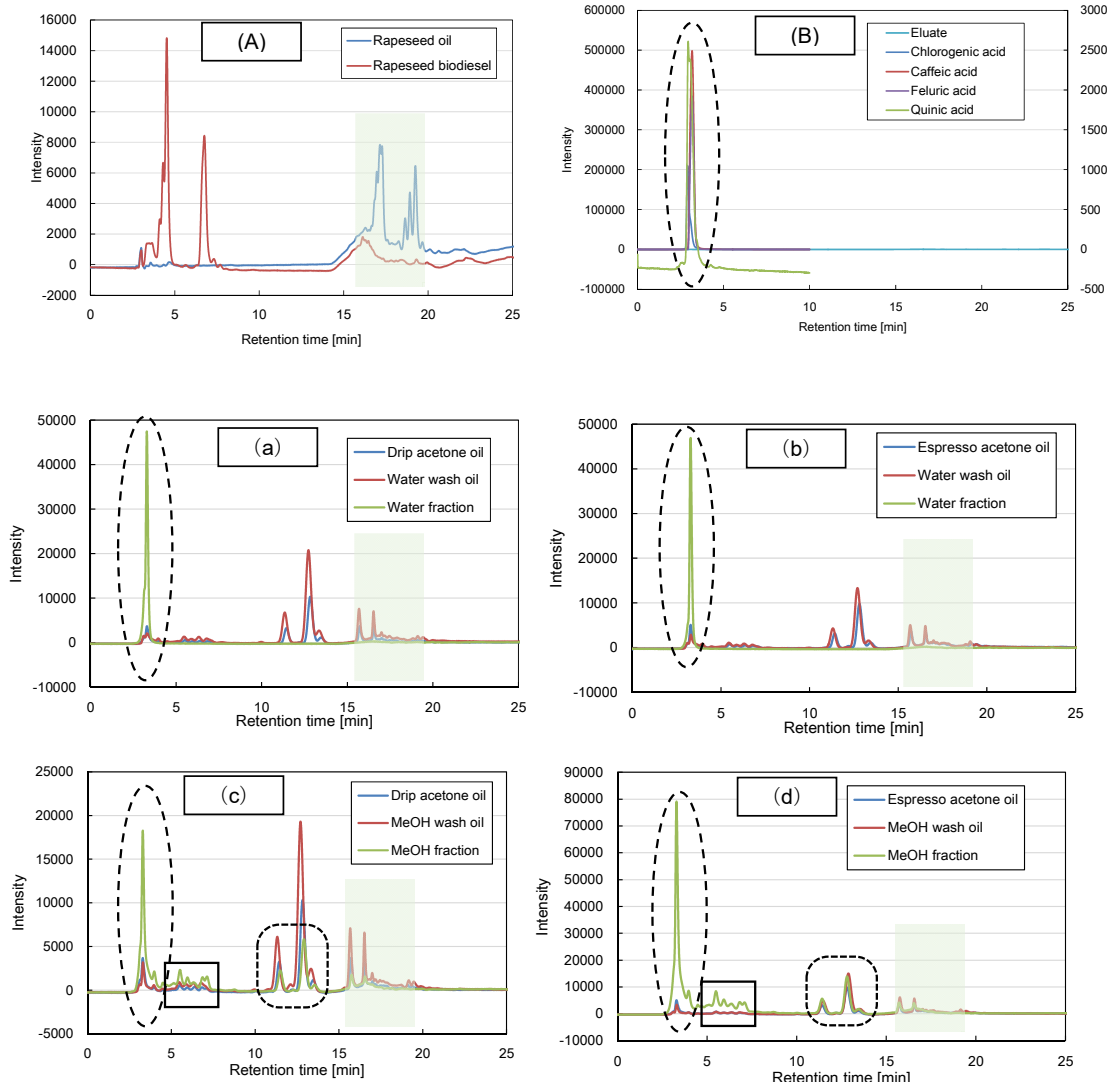 (A)
Rapeseed oil
Rapeseed biodiesel
16000
14000
12000
10000
8000
6000
4000
2000
0
-2000
Intensity
0 5 10 15 20 25
Retention time [min]
(B)
Eluate
Chlorogenic acid
Caffeic acid
Feluric acid
Quinic acid
600000
500000
400000
300000
200000
100000
0
-100000
Intensity
3000
2500
2000
1500
1000
500
0
-500
0 5 10 15 20 25
Retention time [min]
(a)
Drip acetone oil
Water wash oil
Water fraction
50000
40000
30000
20000
10000
0
-10000
Intensity
0 5 10 15 20 25
Retention time [min]
(b)
Espresso acetone oil
Water wash oil
Water fraction
50000
40000
30000
20000
10000
0
-10000
Intensity
0 5 10 15 20 25
Retention time [min]
(c)
Drip acetone oil
MeOH wash oil
MeOH fraction
25000
20000
15000
10000
5000
0
-5000
Intensity
0 5 10 15 20 25
Retention time [min]
(d)
Espresso acetone oil
MeOH wash oil
MeOH fraction
90000
80000
70000
60000
50000
40000
30000
20000
10000
0
-10000
Intensity
0 5 10 15 20 25
Retention time [min]